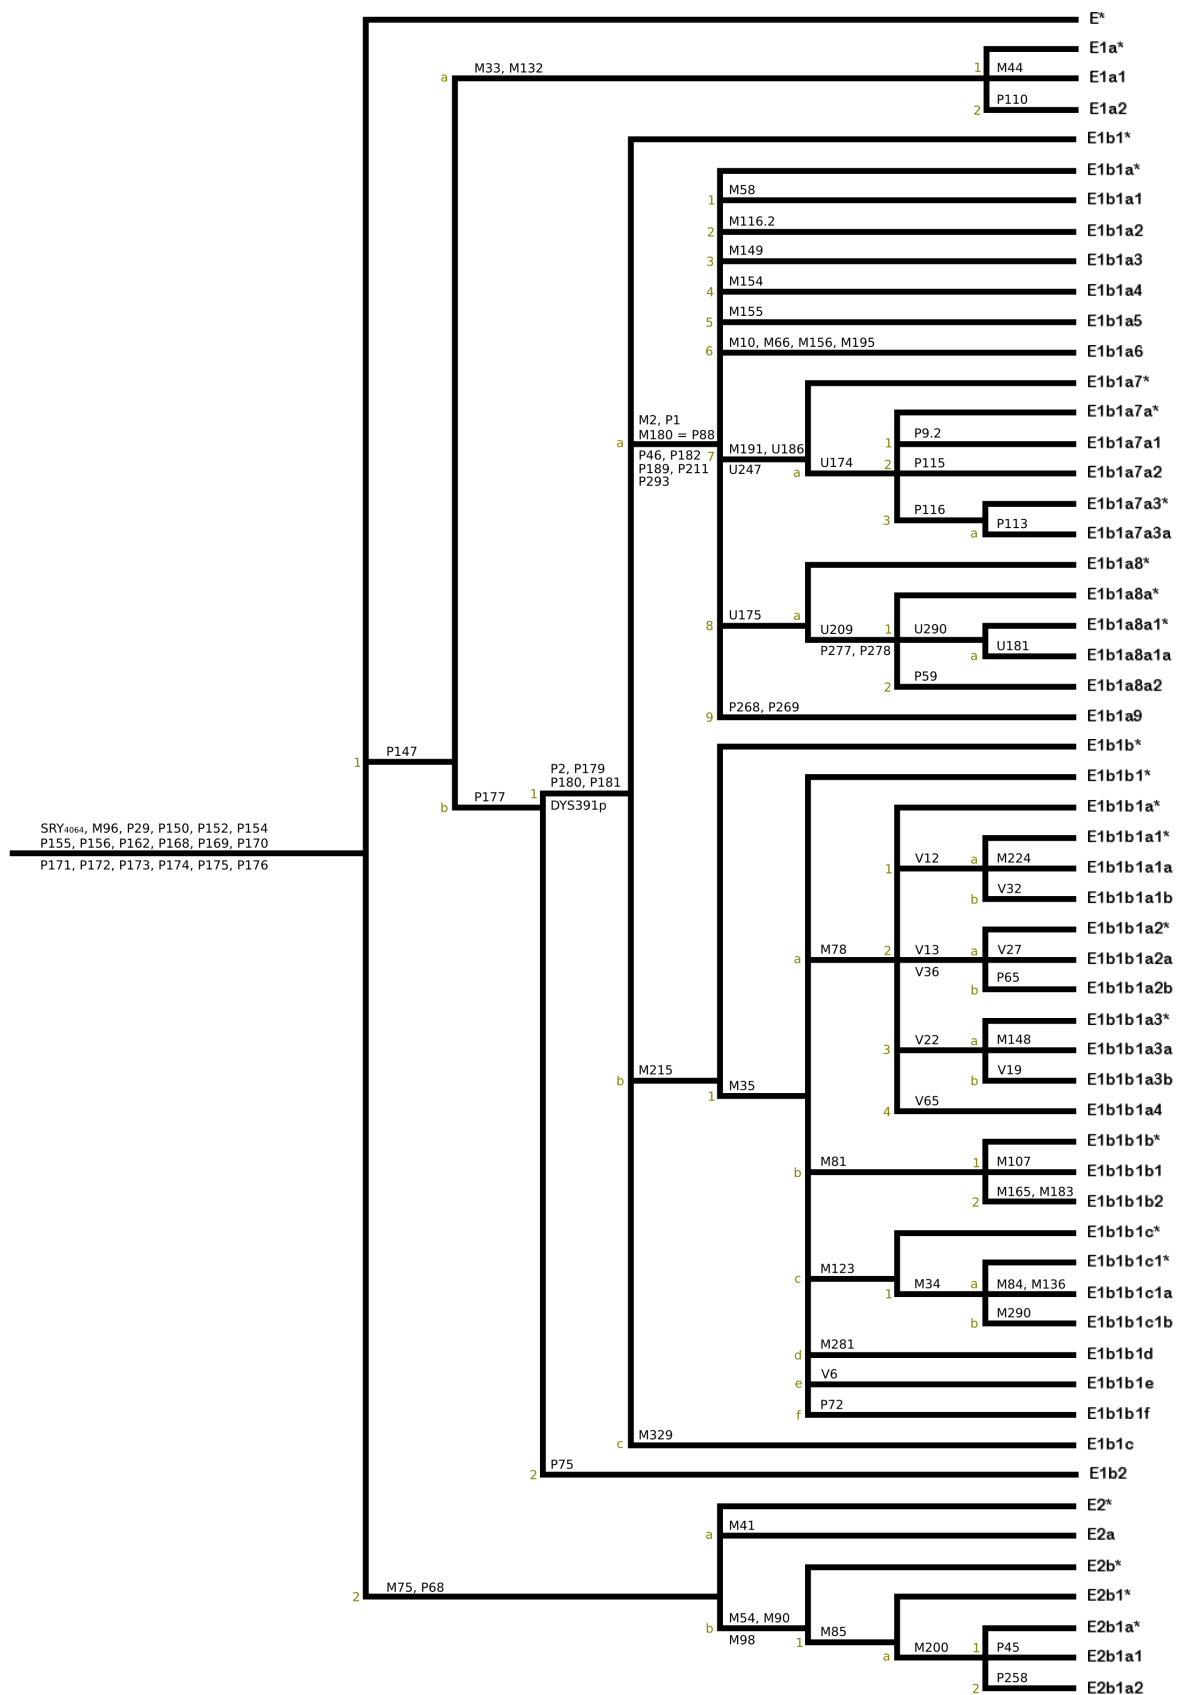 E*
E1a*
a
M33, M132
1
M44
E1a1
P110
2
E1a2
E1b1*
E1b1a*
M58
1
E1b1a1
M116.2
2
E1b1a2
M149
3
E1b1a3
M154
4
E1b1a4
M155
5
E1b1a5
M10, M66, M156, M195
6
E1b1a6
E1b1a7*
E1b1a7a*
M2, P1
M180 = P88
a
P46, P182
P189, P211
P293
7
M191, U186
U247
a
U174
P9.2
1
E1b1a7a1
2
P115
E1b1a7a2
E1b1a7a3*
P116
3
P113
a
E1b1a7a3a
E1b1a8*
E1b1a8a*
U175
8
a
U209
P277, P278
1
U290
E1b1a8a1*
U181
a
E1b1a8a1a
P59
2
E1b1a8a2
P268, P269
9
E1b1a9
E1b1b*
P147
1
P2, P179
P180, P181
1
DYS391p
P177
b
E1b1b1*
E1b1b1a*
SRY4064, M96, P29, P150, P152, P154
P155, P156, P162, P168, P169, P170
P171, P172, P173, P174, P175, P176
E1b1b1a1*
V12
1
a
M224
E1b1b1a1a
V32
b
E1b1b1a1b
E1b1b1a2*
M78
a
2
V13
V36
a
V27
E1b1b1a2a
P65
b
E1b1b1a2b
E1b1b1a3*
V22
3
a
M148
E1b1b1a3a
V19
b
E1b1b1a3b
M215
b
M35
1
V65
4
E1b1b1a4
E1b1b1b*
M81
b
1
M107
E1b1b1b1
M165, M183
2
E1b1b1b2
E1b1b1c*
E1b1b1c1*
M123
c
M34
1
a
M84, M136
E1b1b1c1a
M290
b
E1b1b1c1b
M281
d
E1b1b1d
V6
e
E1b1b1e
P72
f
E1b1b1f
M329
c
E1b1c
P75
2
E1b2
E2*
M41
a
E2a
E2b*
M75, P68
2
E2b1*
M54, M90
b
M98
M85
1
E2b1a*
M200
a
1
P45
E2b1a1
P258
2
E2b1a2